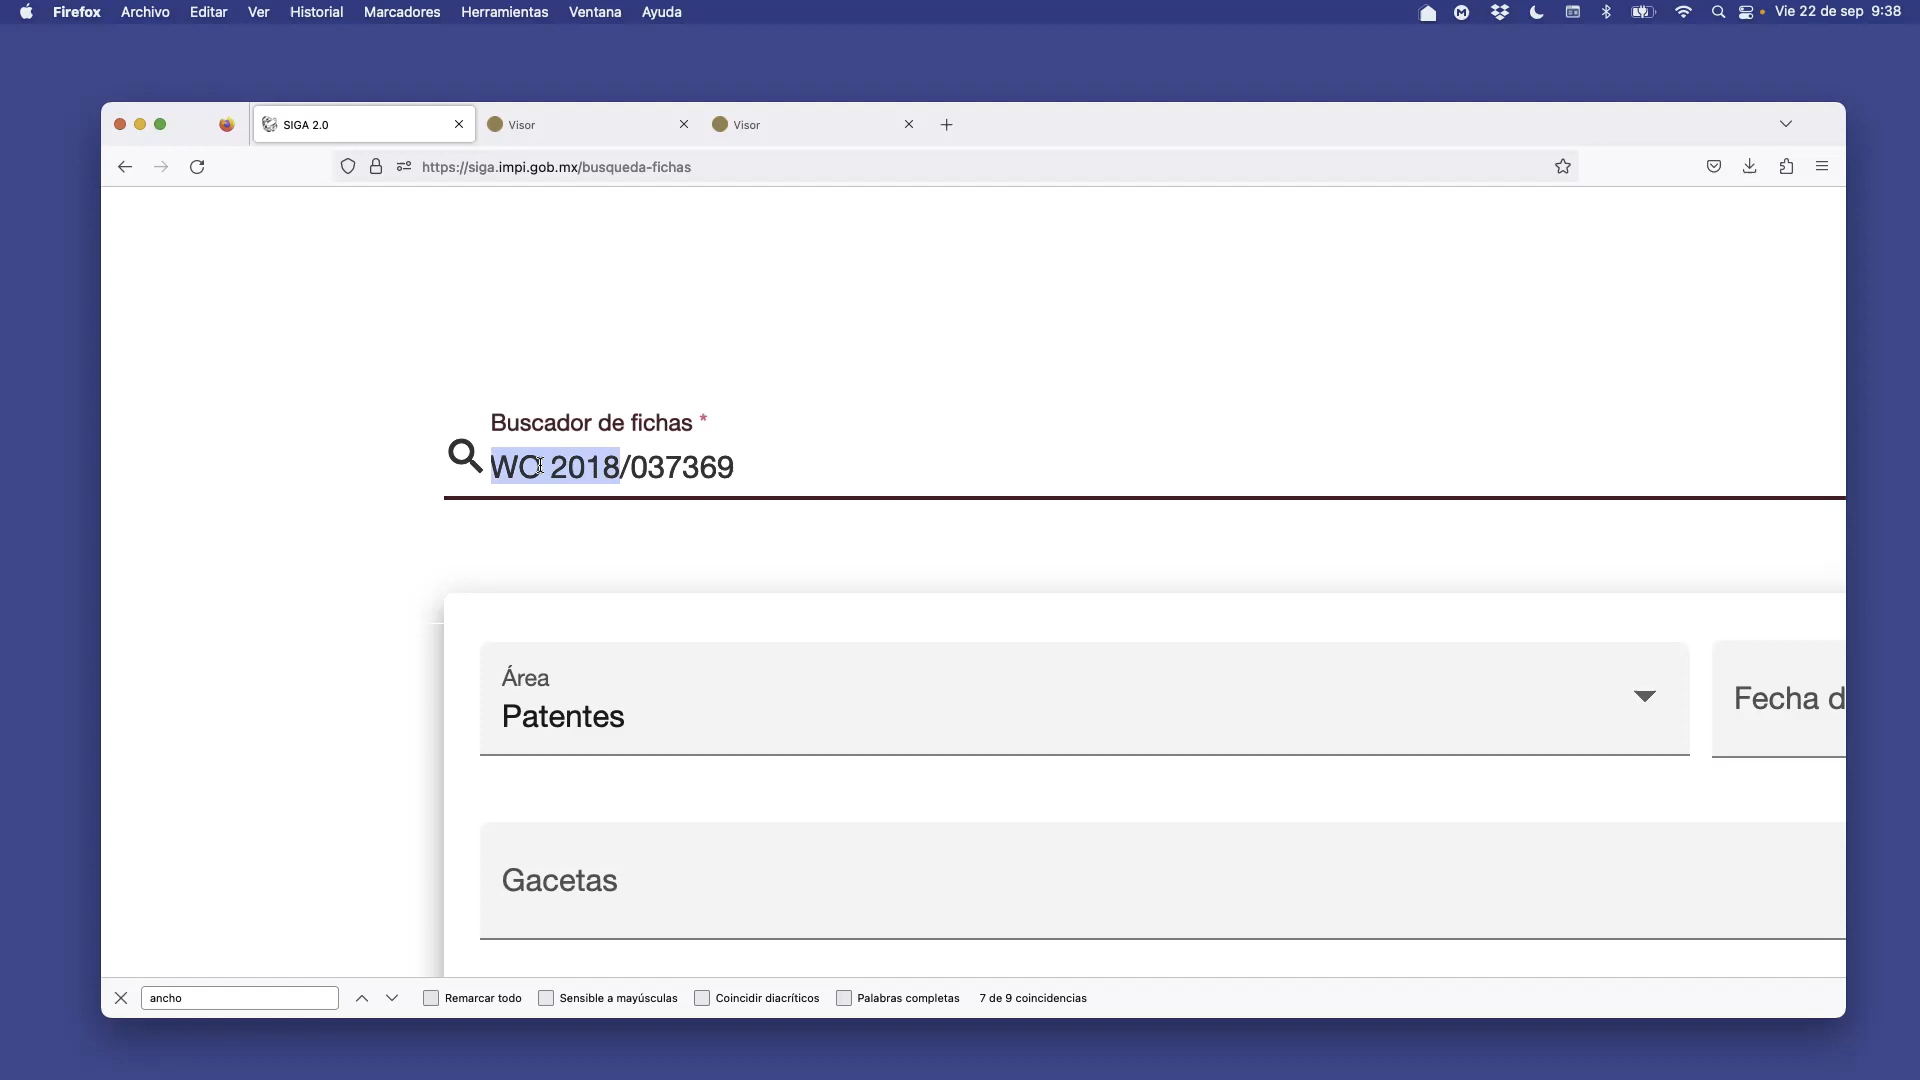 Firefox Archivo Editar Ver Historial Marcadores Herramientas Ventana Ayuda Vie 22 de sep 9:38
SIGA 2.0 Visor Visor
https://siga.impi.gob.mx/busqueda-fichas
Buscador de fichas *
WO 2018/037369
Área
Patentes
Fecha d
Gacetas
ancho Remarcar todo Sensible a mayúsculas Coincidir diacríticos Palabras completas 7 de 9 coincidencias